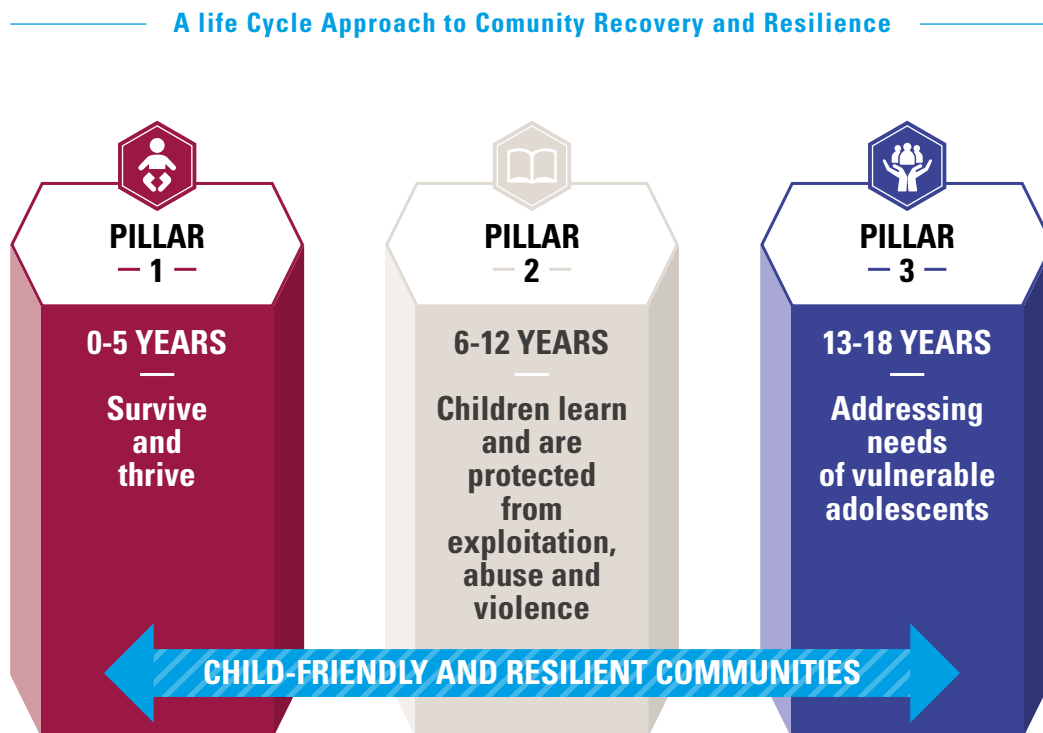 A life Cycle Approach to Comunity Recovery and Resilience
PILLAR
1
0-5 YEARS
Survive
and
thrive
PILLAR
2
6-12 YEARS
Children learn
and are
protected
from
exploitation,
abuse and
violence
PILLAR
3
13-18 YEARS
Addressing
needs
of vulnerable
adolescents
CHILD-FRIENDLY AND RESILIENT COMMUNITIES